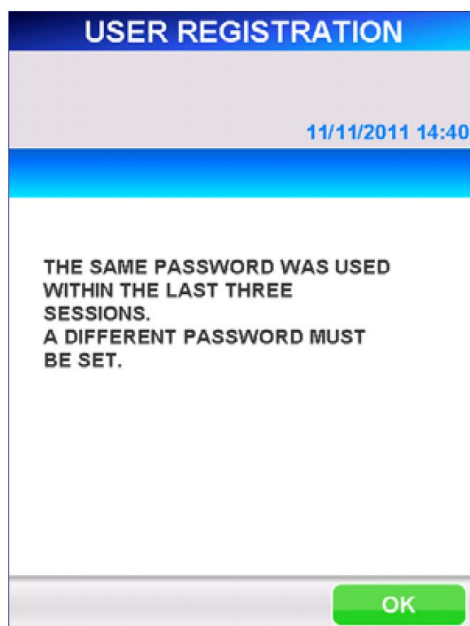 USER REGISTRATION
11/11/2011 14:40
THE SAME PASSWORD WAS USED
WITHIN THE LAST THREE
SESSIONS.
A DIFFERENT PASSWORD MUST
BE SET.
OK